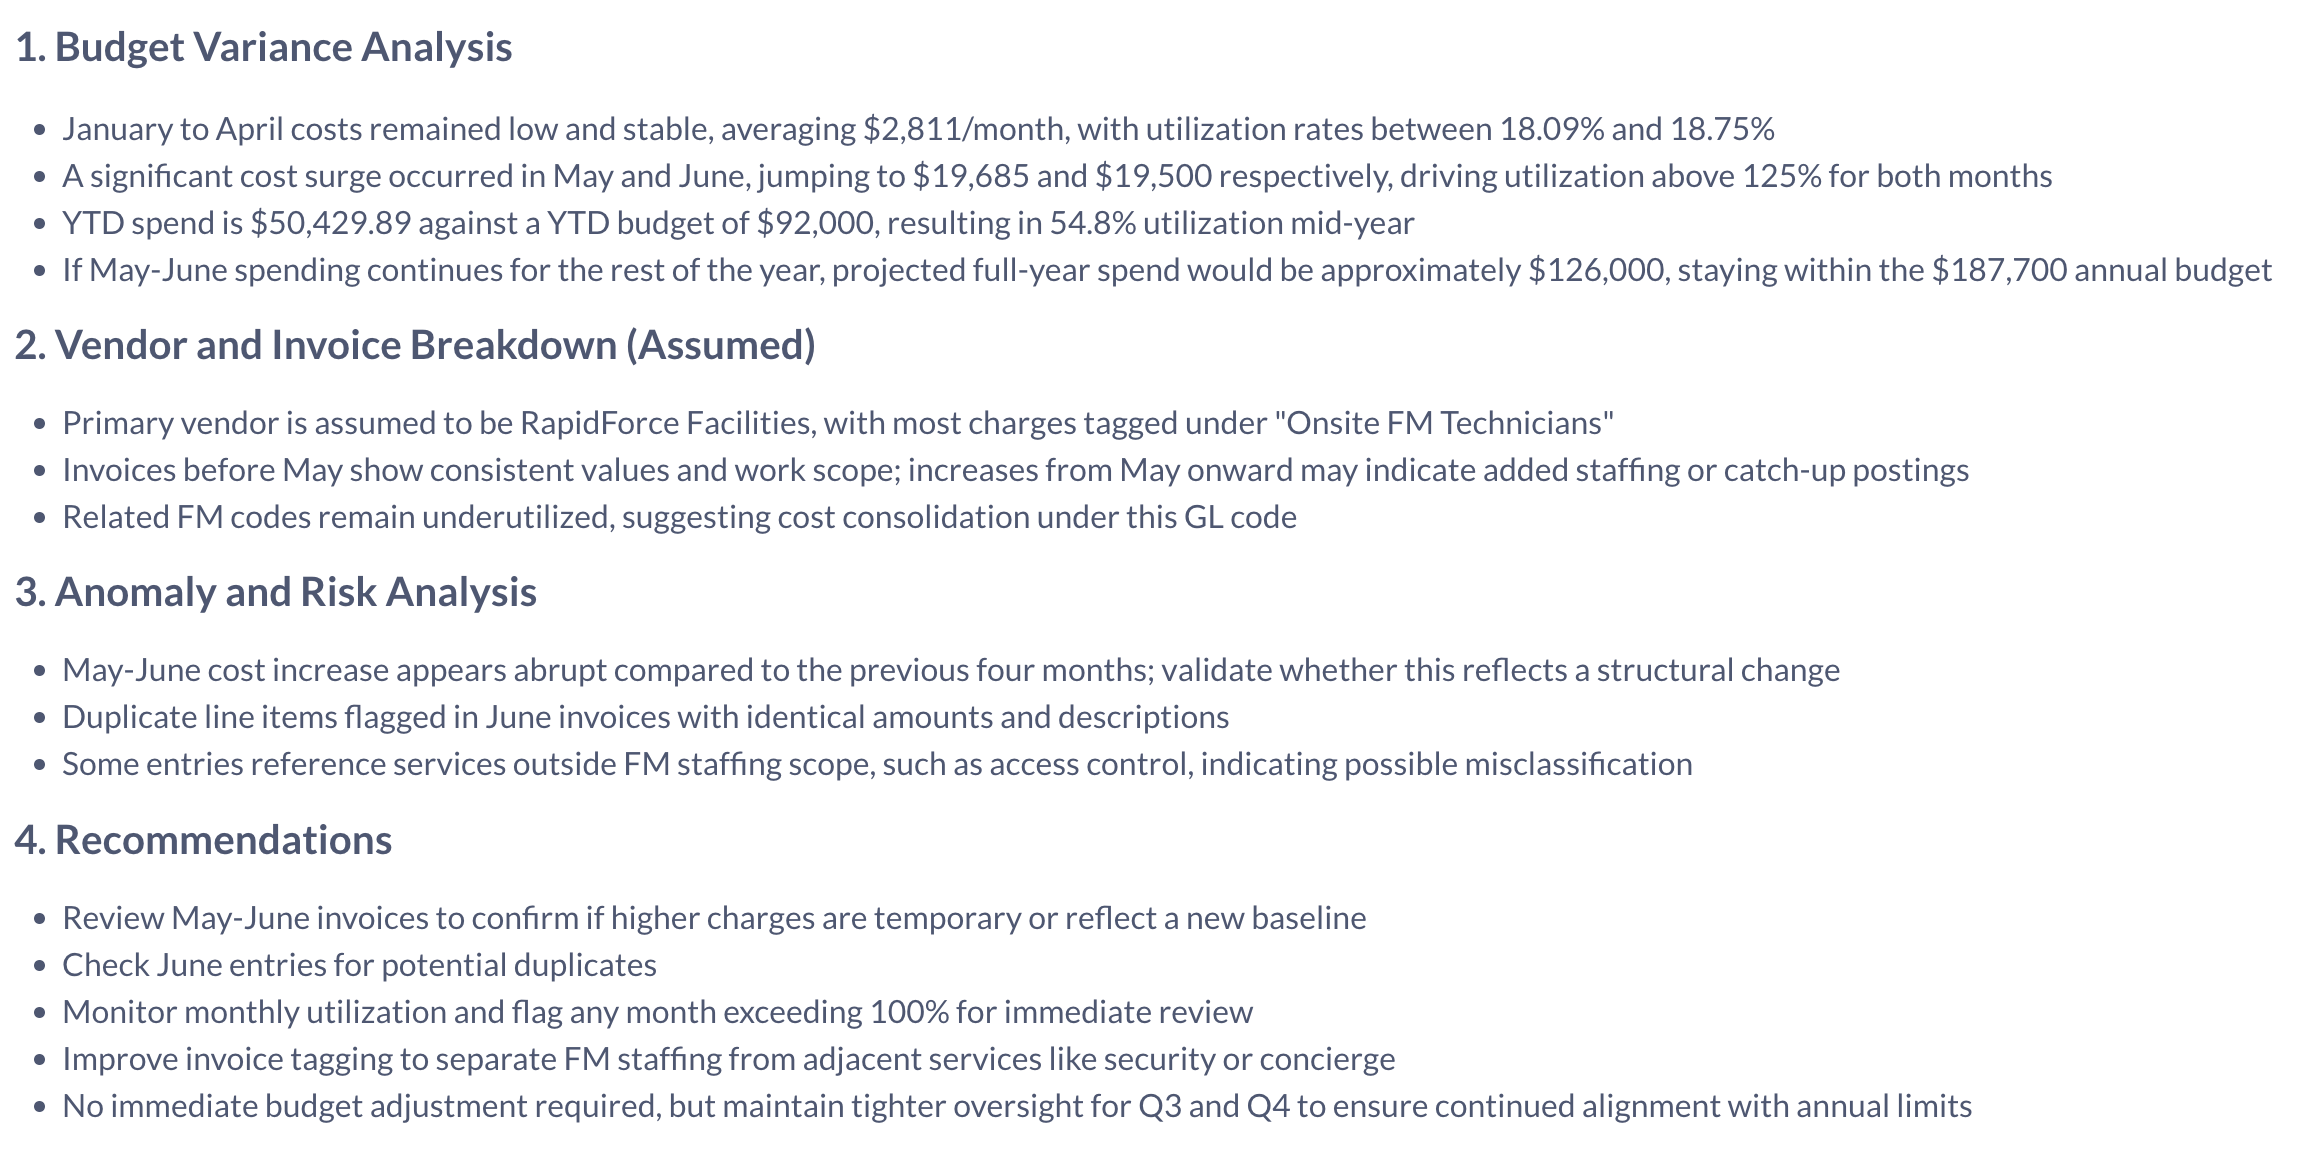 1. Budget Variance Analysis
• January to April costs remained low and stable, averaging $2,811/month, with utilization rates between 18.09% and 18.75%
• A significant cost surge occurred in May and June, jumping to $19,685 and $19,500 respectively, driving utilization above 125% for both months
• YTD spend is $50,429.89 against a YTD budget of $92,000, resulting in 54.8% utilization mid-year
• If May-June spending continues for the rest of the year, projected full-year spend would be approximately $126,000, staying within the $187,700 annual budget
2. Vendor and Invoice Breakdown (Assumed)
• Primary vendor is assumed to be RapidForce Facilities, with most charges tagged under "Onsite FM Technicians"
• Invoices before May show consistent values and work scope; increases from May onward may indicate added staffing or catch-up postings
• Related FM codes remain underutilized, suggesting cost consolidation under this GL code
3. Anomaly and Risk Analysis
• May-June cost increase appears abrupt compared to the previous four months; validate whether this reflects a structural change
• Duplicate line items flagged in June invoices with identical amounts and descriptions
• Some entries reference services outside FM staffing scope, such as access control, indicating possible misclassification
4. Recommendations
• Review May-June invoices to confirm if higher charges are temporary or reflect a new baseline
• Check June entries for potential duplicates
• Monitor monthly utilization and flag any month exceeding 100% for immediate review
• Improve invoice tagging to separate FM staffing from adjacent services like security or concierge
• No immediate budget adjustment required, but maintain tighter oversight for Q3 and Q4 to ensure continued alignment with annual limits